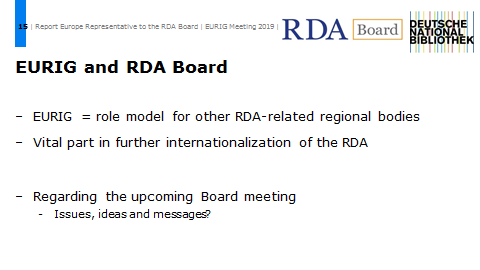 15 | Report Europe Representative to the RDA Board | EURIG Meeting 2019 |
RDA Board
DEUTSCHE
NATIONAL
BIBLIOTHEK
EURIG and RDA Board
– EURIG = role model for other RDA-related regional bodies
– Vital part in further internationalization of the RDA
– Regarding the upcoming Board meeting
- Issues, ideas and messages?